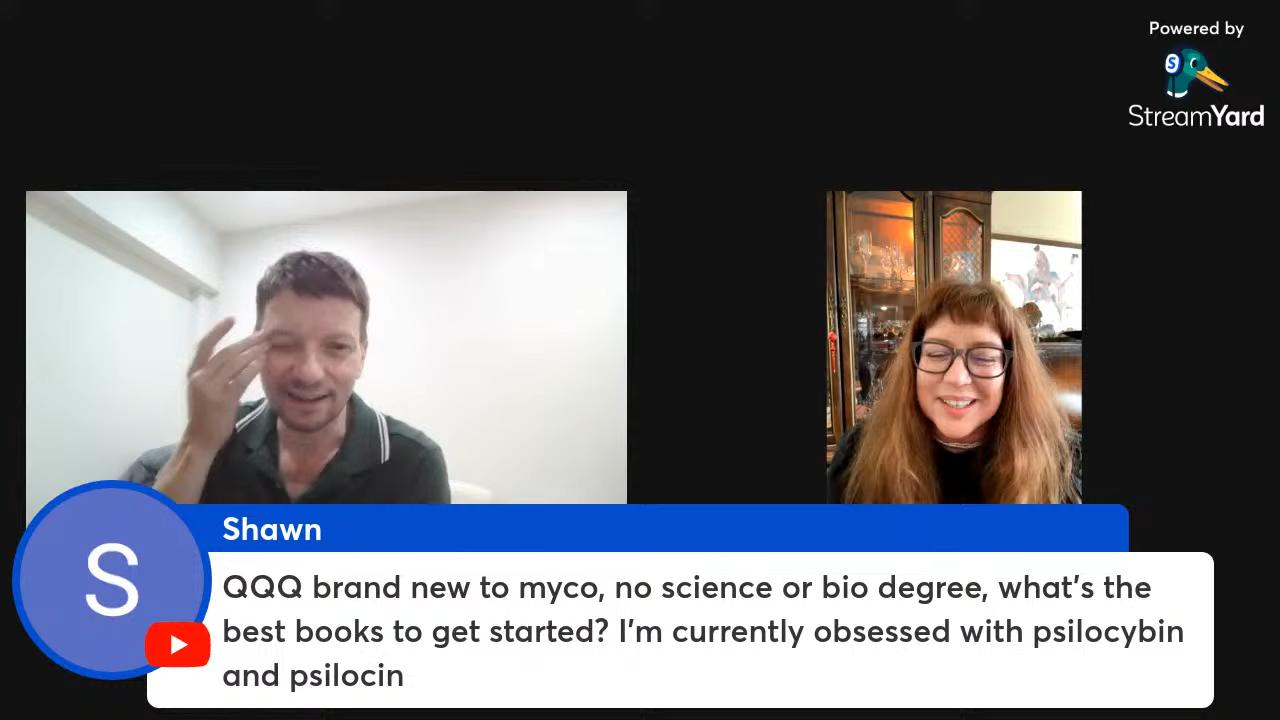 Powered by
S
StreamYard
Shawn
S
QQQ brand new to myco, no science or bio degree, what's the
best books to get started? I'm currently obsessed with psilocybin
and psilocin